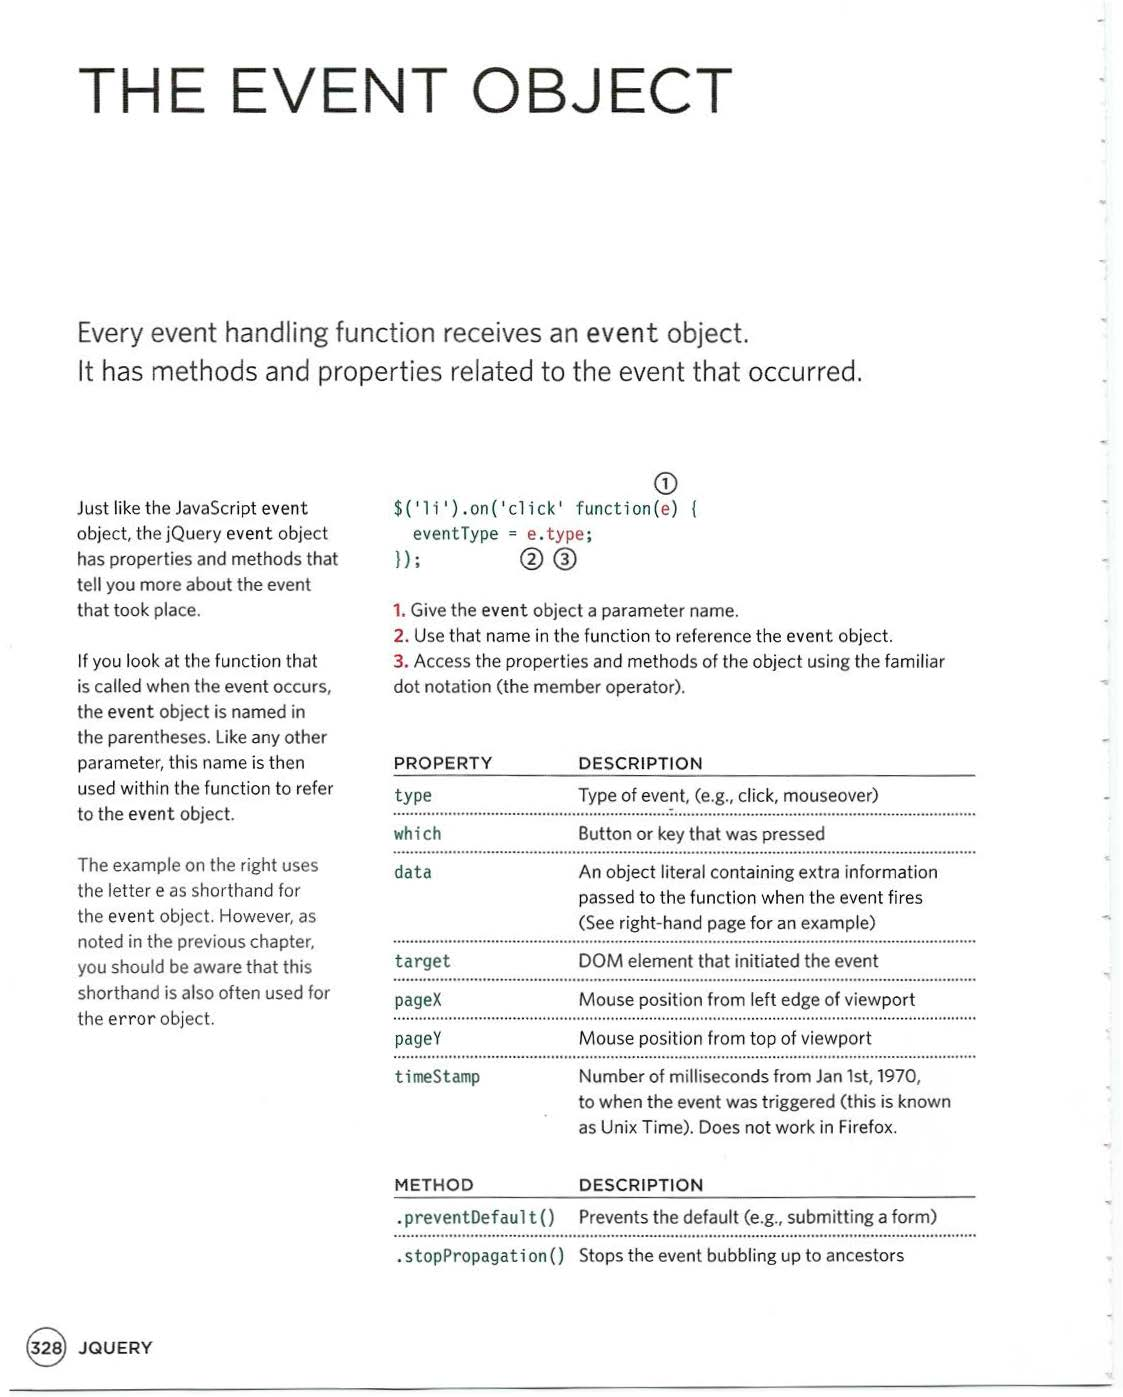 THE EVENT OBJECT
Every event handling function receives an event object.
It has methods and properties related to the event that occurred.
Just like the JavaScript event
object, the jQuery event object
has properties and methods that
tell you more about the event
that took place.
If you look at the function that
is called when the event occurs,
the event object is named in
the parentheses. Like any other
parameter, this name is then
used within the function to refer
to the event object.
The example on the right uses
the letter e as shorthand for
the event object. However, as
noted in the previous chapter,
you should be aware that this
shorthand is also often used for
the error object.
①
$('li').on('click' function(e) {
eventType = e.type;
}); ② ③
1. Give the event object a parameter name.
2. Use that name in the function to reference the event object.
3. Access the properties and methods of the object using the familiar
dot notation (the member operator).
PROPERTY DESCRIPTION
type Type of event, (e.g., click, mouseover)
which Button or key that was pressed
data An object literal containing extra information
passed to the function when the event fires
(See right-hand page for an example)
target DOM element that initiated the event
pageX Mouse position from left edge of viewport
pageY Mouse position from top of viewport
timeStamp Number of milliseconds from Jan 1st, 1970,
to when the event was triggered (this is known
as Unix Time). Does not work in Firefox.
METHOD DESCRIPTION
.preventDefault() Prevents the default (e.g., submitting a form)
.stopPropagation() Stops the event bubbling up to ancestors
328 JQUERY